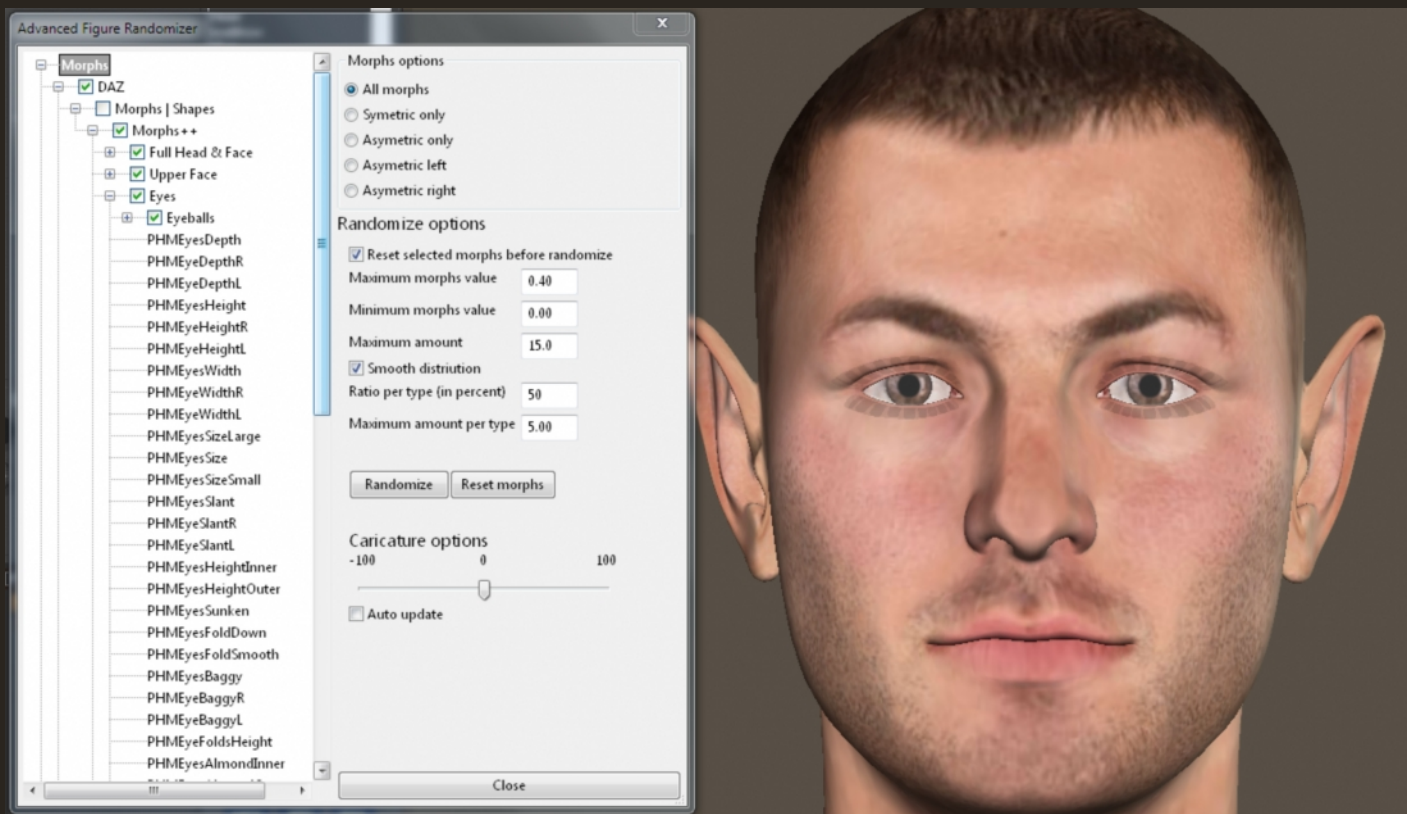 Advanced Figure Randomizer
Morphs
DAZ
Morphs | Shapes
Morphs++
Full Head & Face
Upper Face
Eyes
Eyeballs
PHMEyesDepth
PHMEyeDepthR
PHMEyeDepthL
PHMEyesHeight
PHMEyeHeightR
PHMEyeHeightL
PHMEyesWidth
PHMEyeWidthR
PHMEyeWidthL
PHMEyesSizeLarge
PHMEyesSize
PHMEyesSizeSmall
PHMEyesSlant
PHMEyeSlantR
PHMEyeSlantL
PHMEyesHeightInner
PHMEyesHeightOuter
PHMEyesSunken
PHMEyesFoldDown
PHMEyesFoldSmooth
PHMEyesBaggy
PHMEyeBaggyR
PHMEyeBaggyL
PHMEyeFoldsHeight
PHMEyesAlmondInner
Morphs options
All morphs
Symetric only
Asymetric only
Asymetric left
Asymetric right
Randomize options
Reset selected morphs before randomize
Maximum morphs value 0.40
Minimum morphs value 0.00
Maximum amount 15.0
Smooth distriution
Ratio per type (in percent) 50
Maximum amount per type 5.00
Randomize Reset morphs
Caricature options
-100 0 100
Auto update
Close